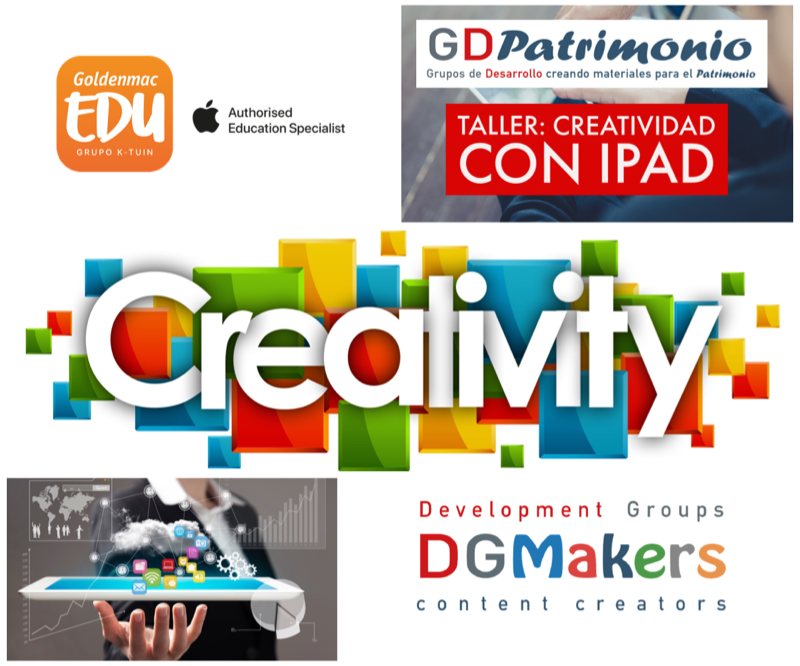 Goldenmac
EDU
GRUPO K-TUIN
Authorised
Education Specialist
GDPatrimonio
Grupos de Desarrollo creando materiales para el Patrimonio
TALLER: CREATIVIDAD
CON IPAD
Creativity
Development Groups
DGMakers
content creators